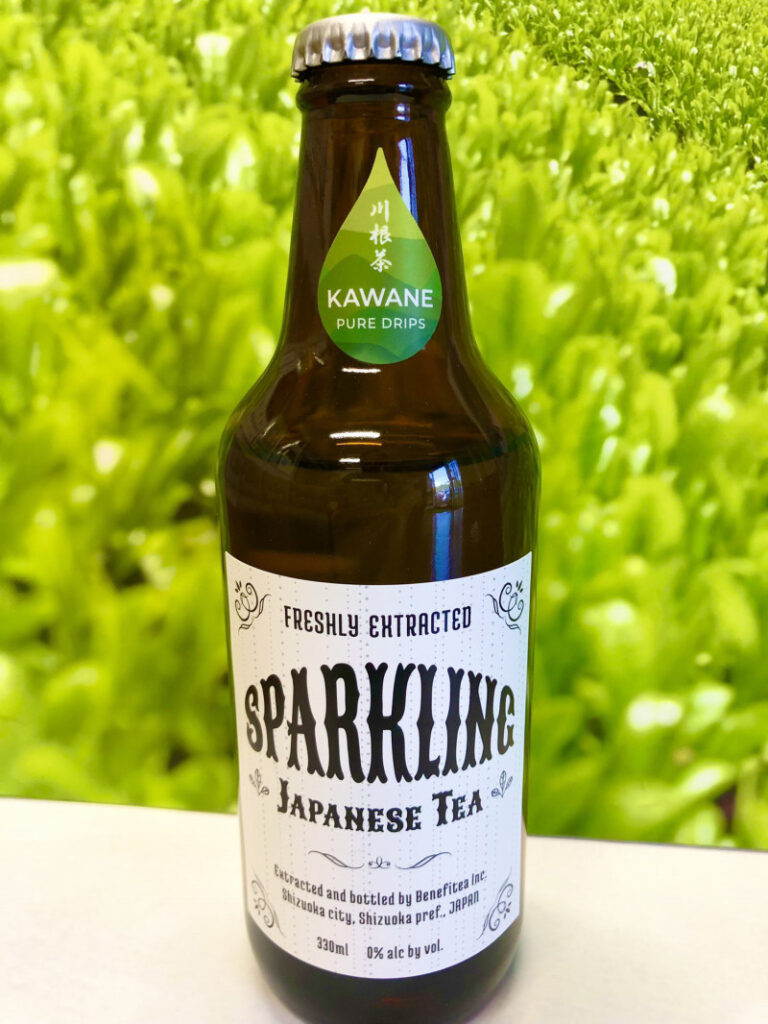 川根茶
KAWANE
PURE DRIPS
FRESHLY EXTRACTED
SPARKLING
JAPANESE TEA
Extracted and bottled by Benefitea Inc.
Shizuoka city, Shizuoka pref., JAPAN
330ml 0% alc by vol.